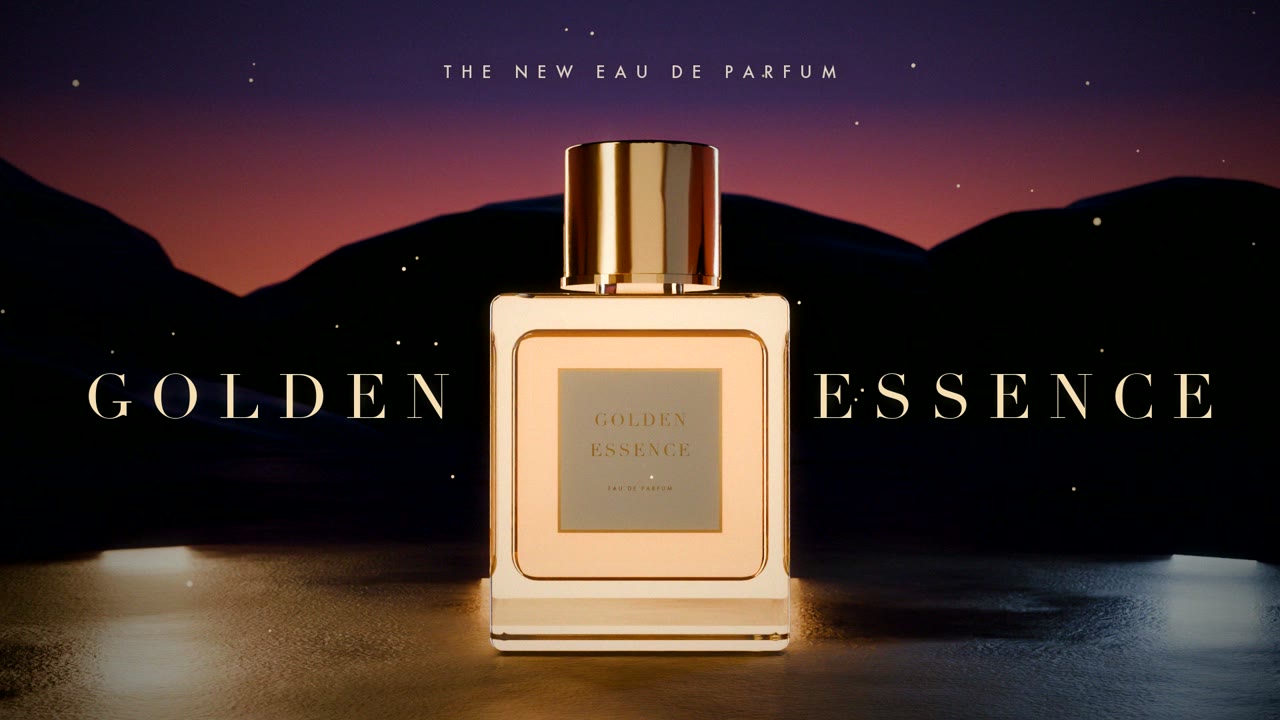 THE NEW EAU DE PARFUM
GOLDEN ESSENCE
GOLDEN
ESSENCE
EAU DE PARFUM